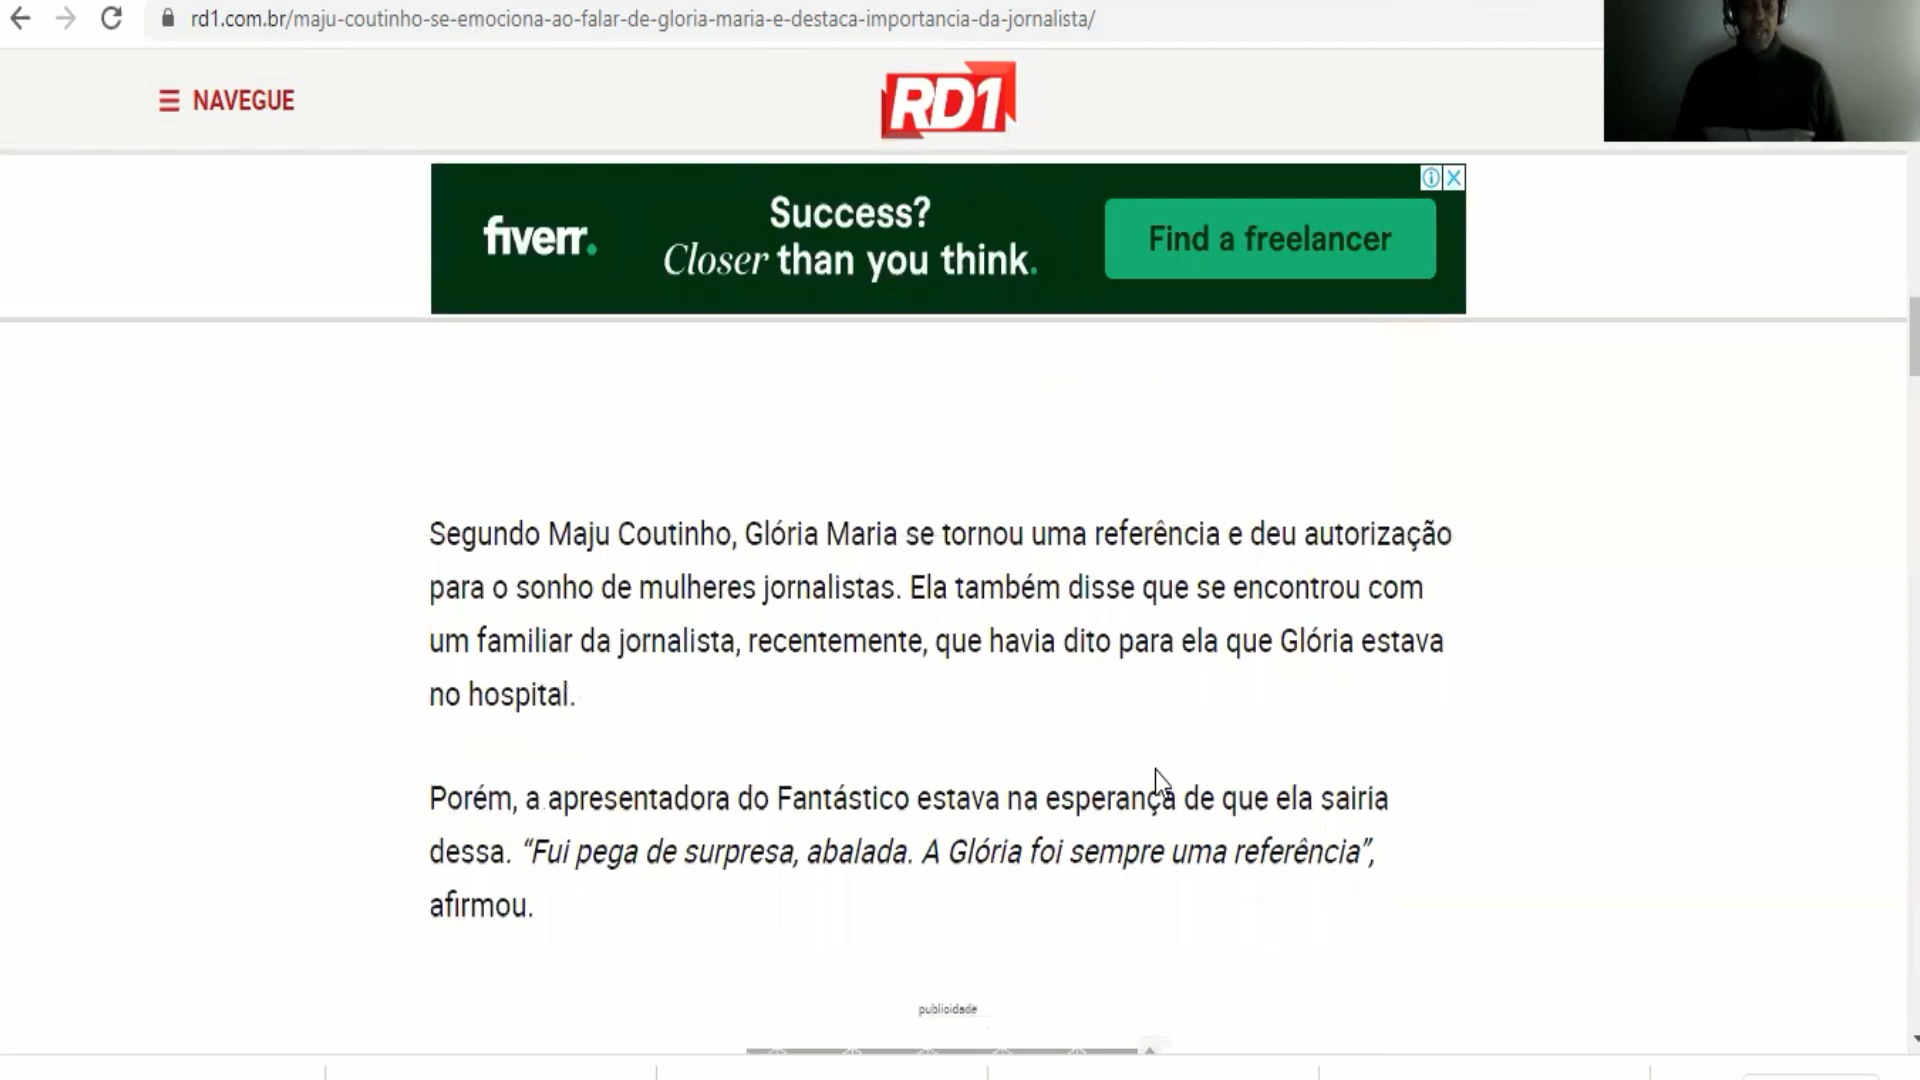 rd1.com.br/maju-coutinho-se-emociona-ao-falar-de-gloria-maria-e-destaca-importancia-da-jornalista/
NAVEGUE
RD1
fiverr.
Success?
Closer than you think.
Find a freelancer
Segundo Maju Coutinho, Glória Maria se tornou uma referência e deu autorização
para o sonho de mulheres jornalistas. Ela também disse que se encontrou com
um familiar da jornalista, recentemente, que havia dito para ela que Glória estava
no hospital.
Porém, a apresentadora do Fantástico estava na esperança de que ela sairia
dessa. “Fui pega de surpresa, abalada. A Glória foi sempre uma referência”,
afirmou.
publicidade